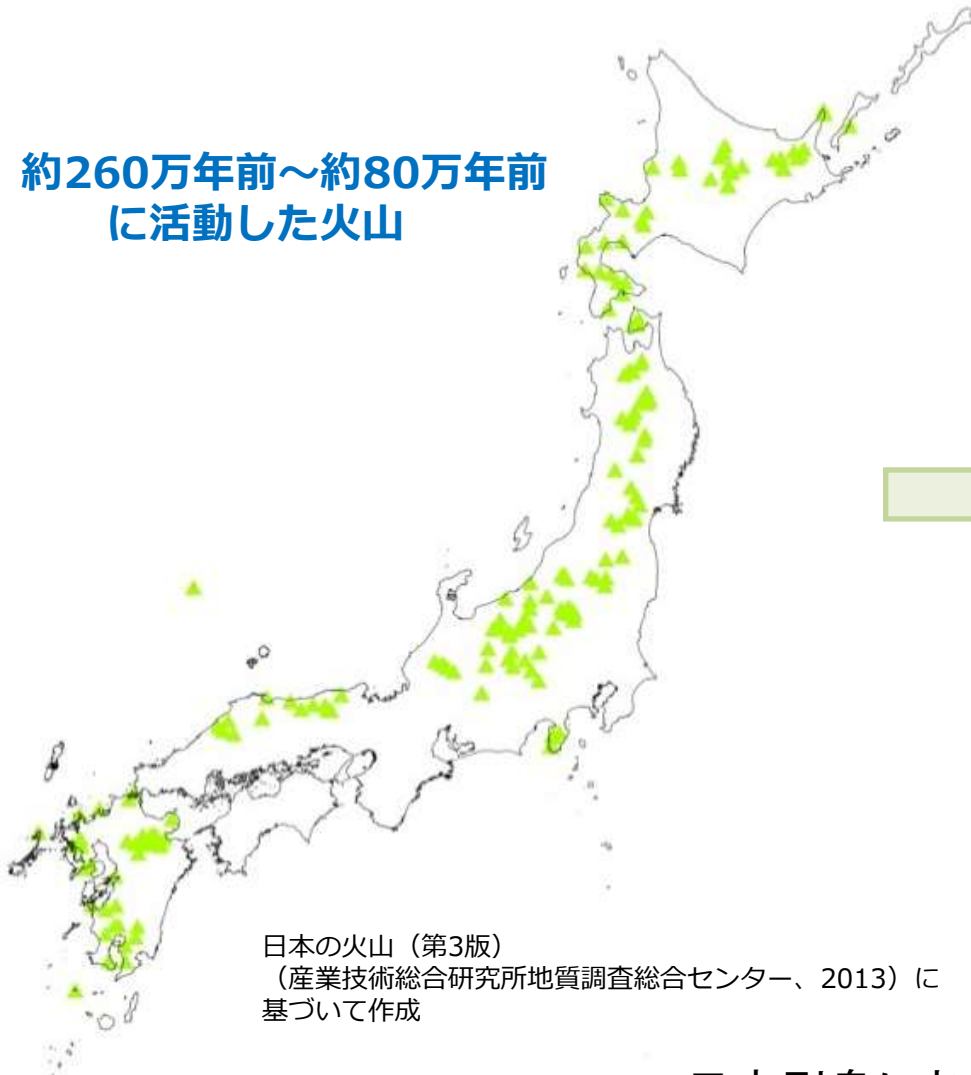 約260万年前～約80万年前
に活動した火山
日本の火山（第3版）
（産業技術総合研究所地質調査総合センター、2013）に
基づいて作成